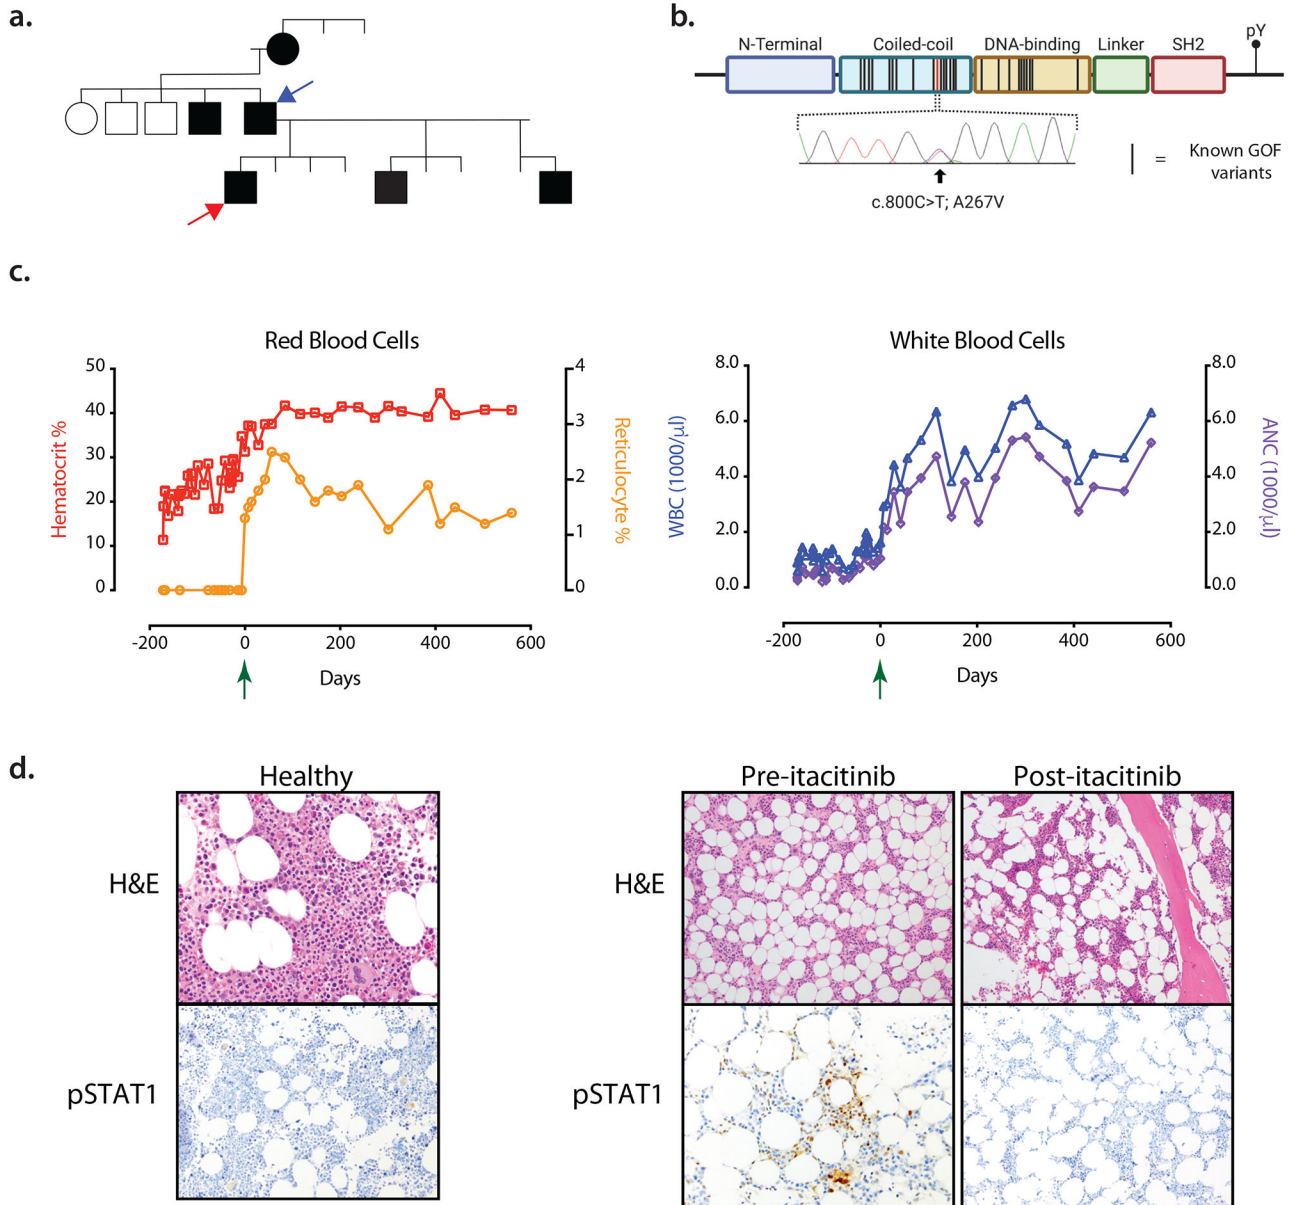 a.
b.
N-Terminal
Coiled-coil
DNA-binding
Linker
SH2
pY
c.800C>T; A267V
| = Known GOF
variants
c.
Red Blood Cells
50
40
30
20
10
0
Hematocrit %
4
3
2
1
0
Reticulocyte %
-200 0 200 400 600
Days
White Blood Cells
8.0
6.0
4.0
2.0
0.0
WBC (1000/µl)
8.0
6.0
4.0
2.0
0.0
ANC (1000/µl)
-200 0 200 400 600
Days
d.
Healthy
Pre-itacitinib
Post-itacitinib
H&E
H&E
pSTAT1
pSTAT1